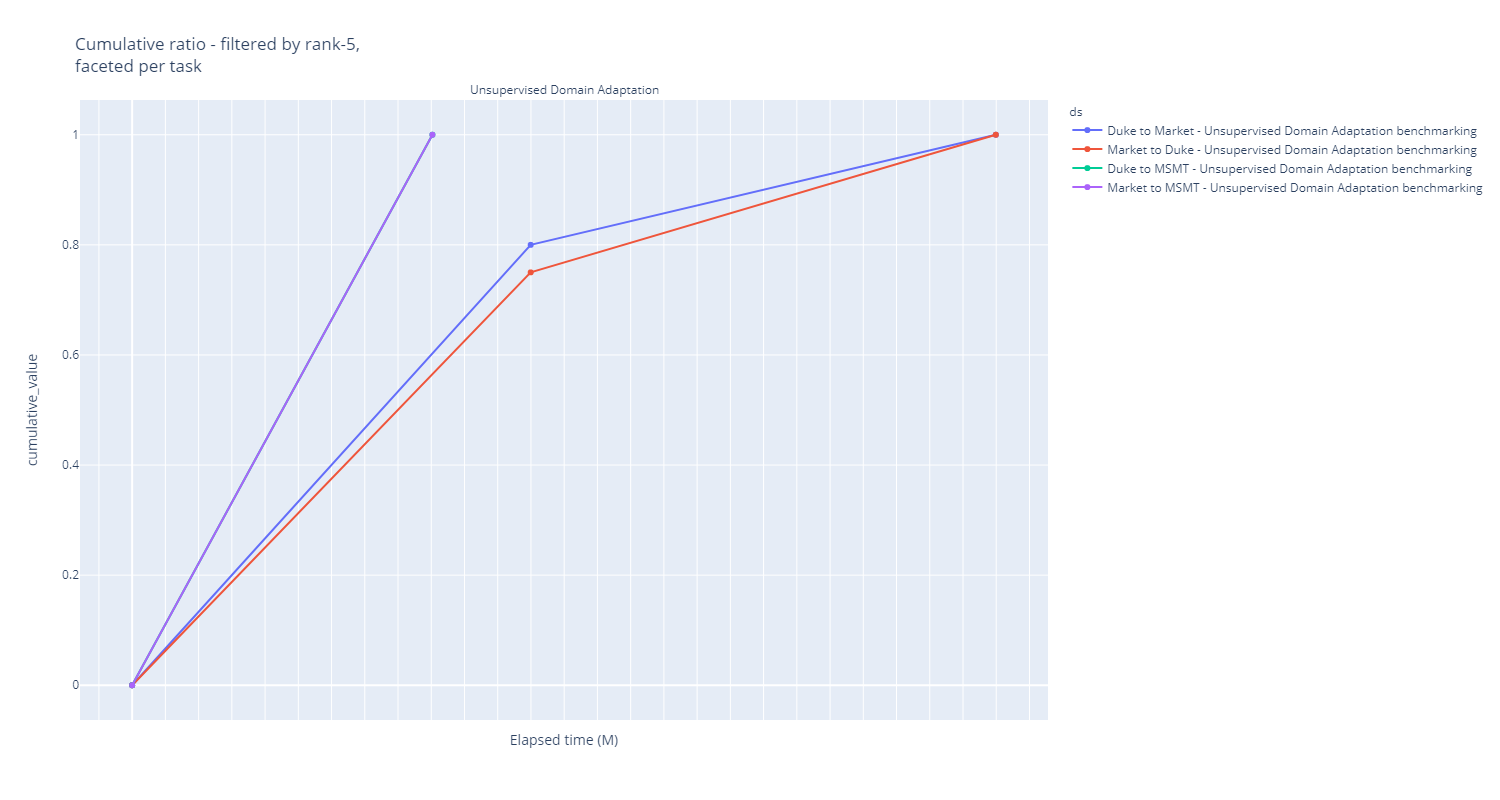 Cumulative ratio - filtered by rank-5,
faceted per task
Unsupervised Domain Adaptation
ds
Duke to Market - Unsupervised Domain Adaptation benchmarking
Market to Duke - Unsupervised Domain Adaptation benchmarking
Duke to MSMT - Unsupervised Domain Adaptation benchmarking
Market to MSMT - Unsupervised Domain Adaptation benchmarking
1
0.8
0.6
0.4
0.2
0
cumulative_value
Elapsed time (M)